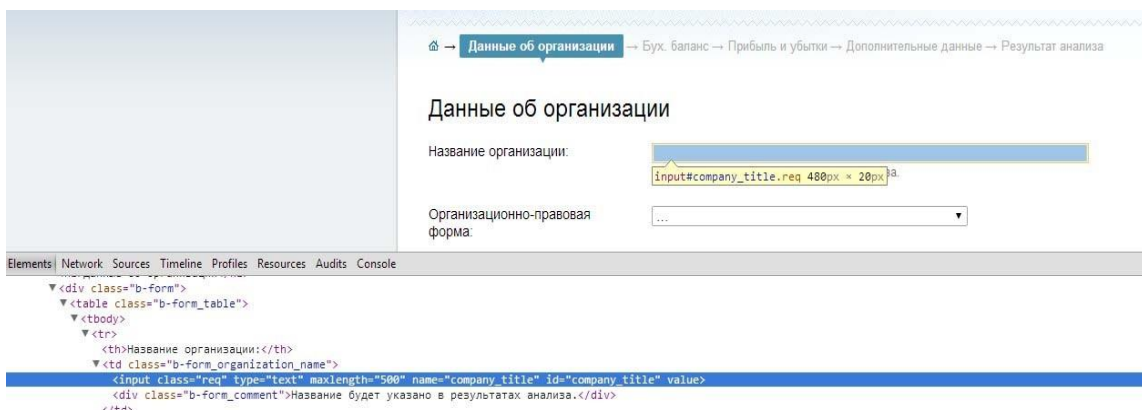 → Данные об организации → Бух. баланс → Прибыль и убытки → Дополнительные данные → Результат анализа
Данные об организации
Название организации:
input#company_title.req 480px × 20px
Организационно-правовая форма:
...
Elements Network Sources Timeline Profiles Resources Audits Console
▼<div class="b-form">
▼<table class="b-form_table">
▼<tbody>
▼<tr>
<th>Название организации:</th>
▼<td class="b-form_organization_name">
<input class="req" type="text" maxlength="500" name="company_title" id="company_title" value>
<div class="b-form_comment">Название будет указано в результатах анализа.</div>
</td>